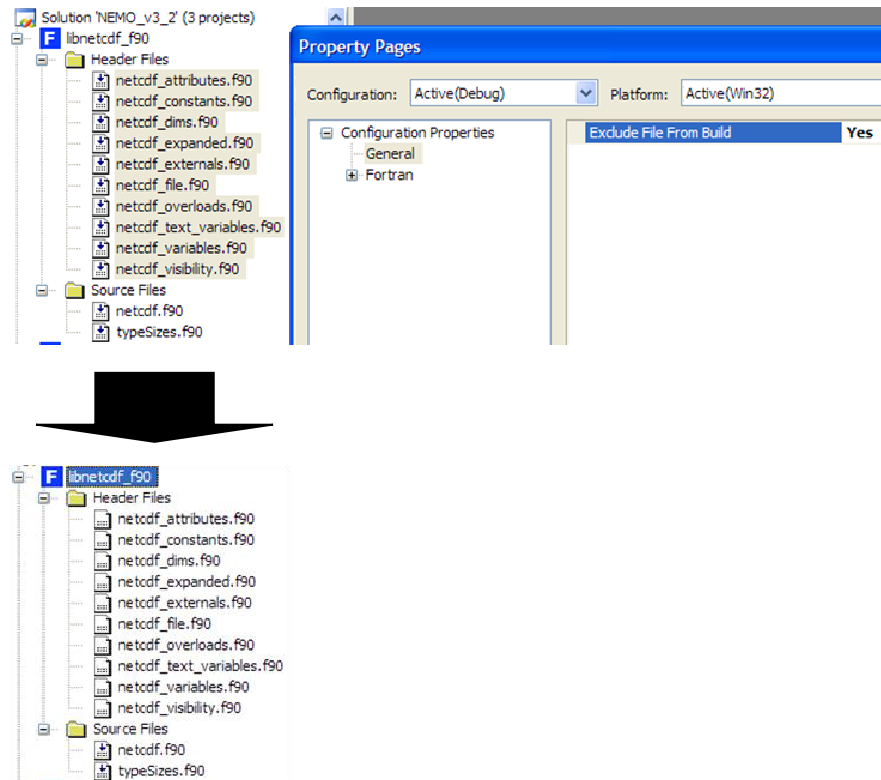 Solution 'NEMO_v3_2' (3 projects)
F libnetcdf_f90
Header Files
netcdf_attributes.f90
netcdf_constants.f90
netcdf_dims.f90
netcdf_expanded.f90
netcdf_externals.f90
netcdf_file.f90
netcdf_overloads.f90
netcdf_text_variables.f90
netcdf_variables.f90
netcdf_visibility.f90
Source Files
netcdf.f90
typeSizes.f90
Property Pages
Configuration: Active(Debug) Platform: Active(Win32)
Configuration Properties
General
Fortran
Exclude File From Build Yes
F libnetcdf_f90
Header Files
netcdf_attributes.f90
netcdf_constants.f90
netcdf_dims.f90
netcdf_expanded.f90
netcdf_externals.f90
netcdf_file.f90
netcdf_overloads.f90
netcdf_text_variables.f90
netcdf_variables.f90
netcdf_visibility.f90
Source Files
netcdf.f90
typeSizes.f90